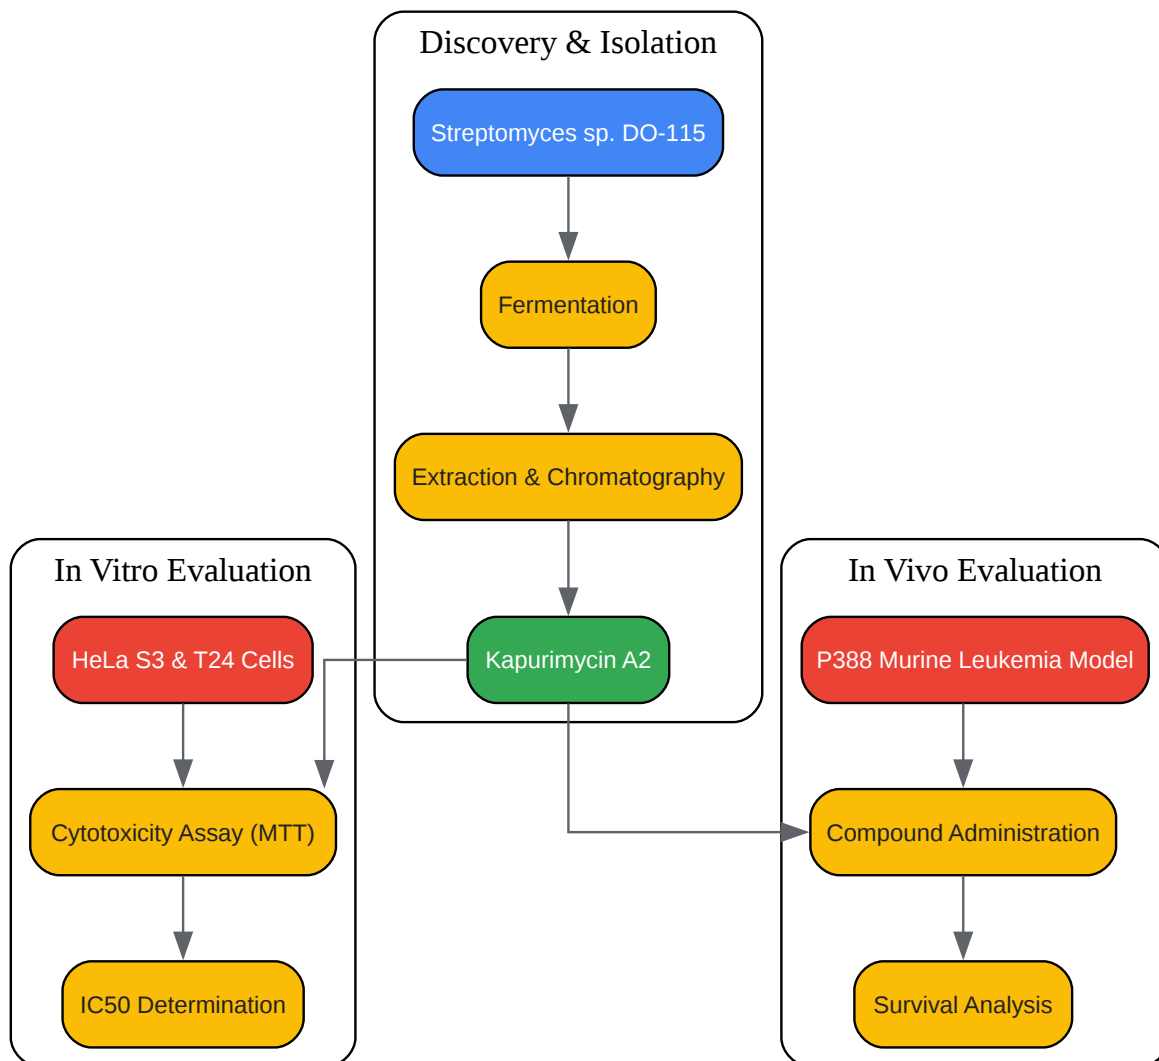 Discovery & Isolation
Streptomyces sp. DO-115
Fermentation
Extraction & Chromatography
Kapurimycin A2
In Vitro Evaluation
HeLa S3 & T24 Cells
Cytotoxicity Assay (MTT)
IC50 Determination
In Vivo Evaluation
P388 Murine Leukemia Model
Compound Administration
Survival Analysis